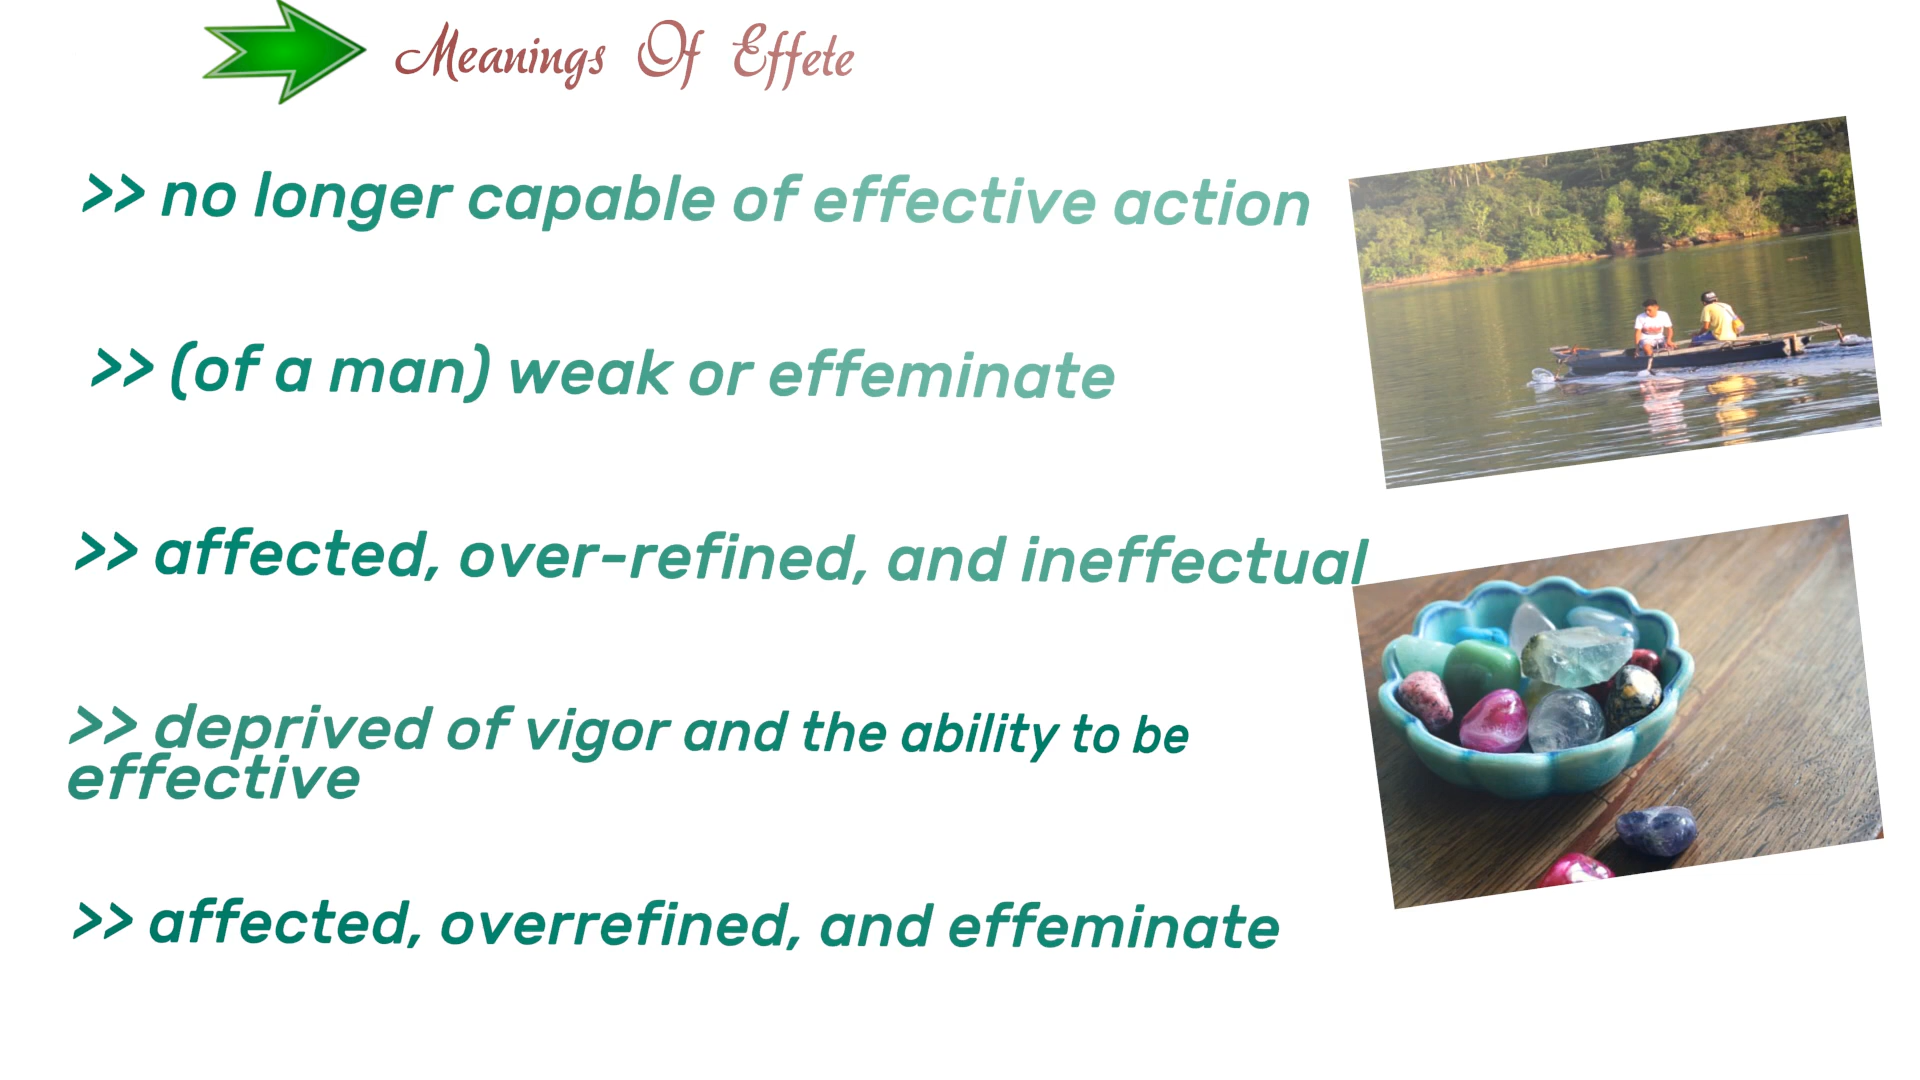 Meanings Of Effete
>> no longer capable of effective action
>> (of a man) weak or effeminate
>> affected, over-refined, and ineffectual
>> deprived of vigor and the ability to be
effective
>> affected, overrefined, and effeminate